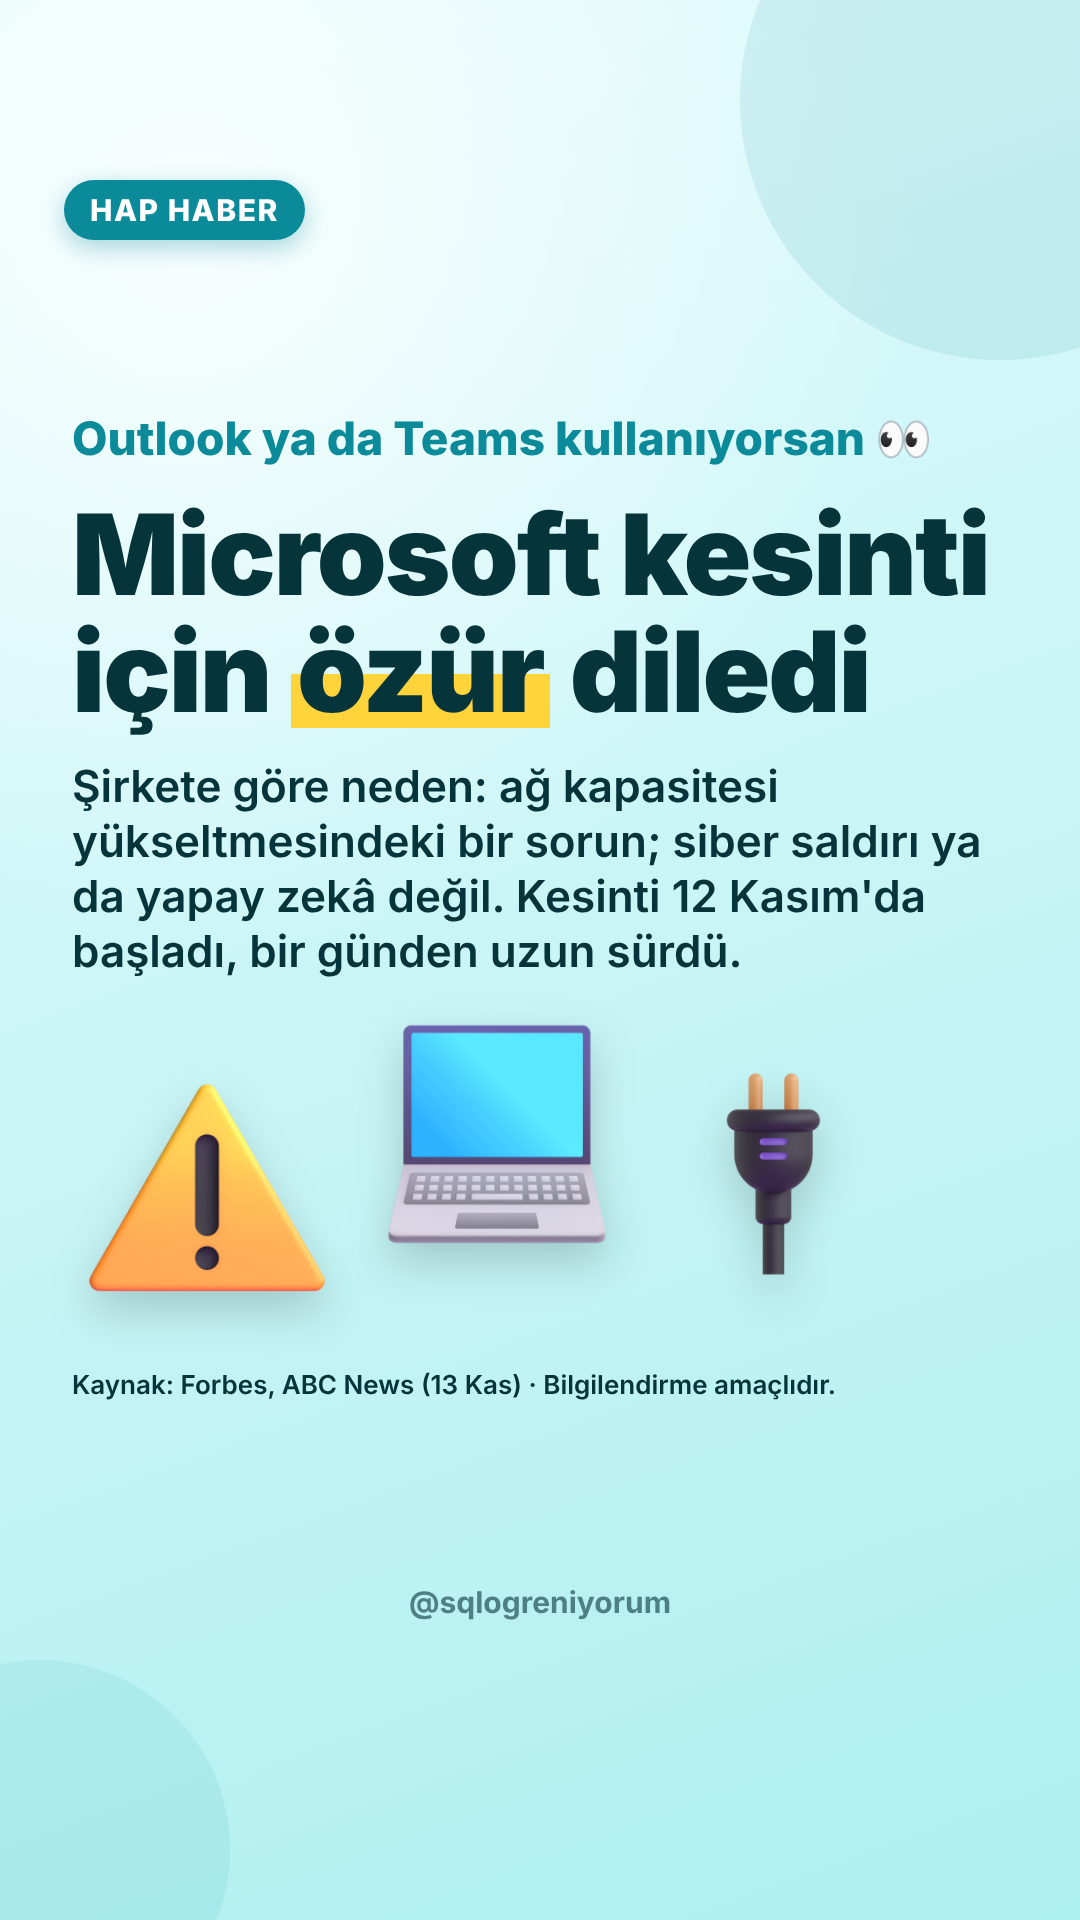 HAP HABER
Outlook ya da Teams kullanıyorsan 👀
Microsoft kesinti
için özür diledi
Şirkete göre neden: ağ kapasitesi
yükseltmesindeki bir sorun; siber saldırı ya
da yapay zekâ değil. Kesinti 12 Kasım'da
başladı, bir günden uzun sürdü.
Kaynak: Forbes, ABC News (13 Kas) · Bilgilendirme amaçlıdır.
@sqlogreniyorum